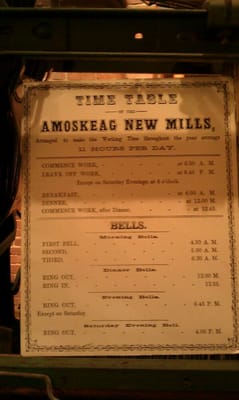 TIME TABLE
OF THE
AMOSKEAG NEW MILLS,
Arranged to make the Working Time throughout the year average
11 HOURS PER DAY.
COMMENCE WORK, at 6.30 A. M.
LEAVE OFF WORK, at 6.45 P. M.
Except on Saturday Evenings, at 4 o'clock.
BREAKFAST, at 6.00 A. M.
DINNER, at 12.00 M.
COMMENCE WORK, after Dinner, at 12.45.
BELLS.
Morning Bells.
FIRST BELL, 4.30 A. M.
SECOND, 5.30 A. M.
THIRD, 6.20 A. M.
Dinner Bells.
RING OUT, 12.00 M.
RING IN, 12.35.
Evening Bells.
RING OUT, 6.45 P. M.
Except on Saturday.
Saturday Evening Bell.
RING OUT, 4.00 P. M.